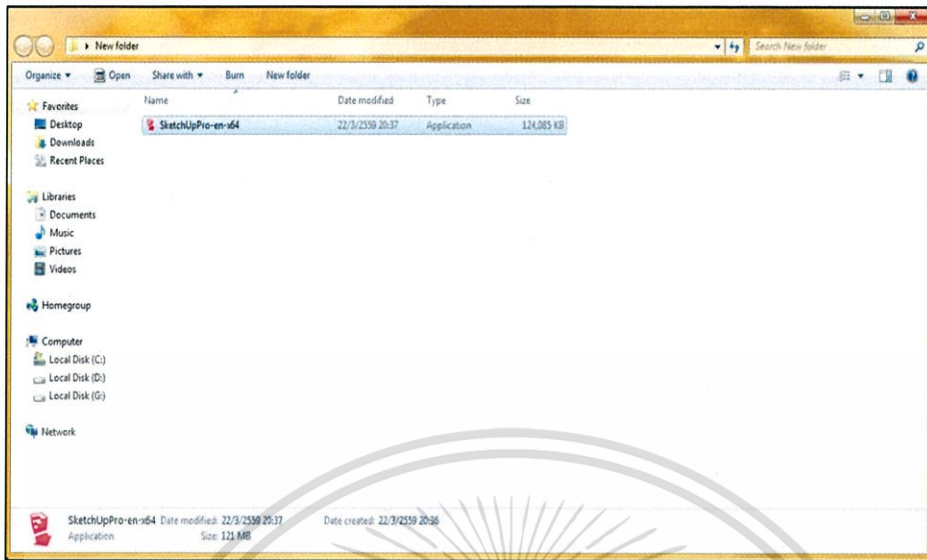 New folder
Search New folder
Organize Open Share with Burn New folder
Favorites
Desktop
Downloads
Recent Places
Libraries
Documents
Music
Pictures
Videos
Homegroup
Computer
Local Disk (C:)
Local Disk (D:)
Local Disk (G:)
Network
Name Date modified Type Size
SketchUpPro-en-x64 22/3/2559 20:37 Application 124,085 KB
SketchUpPro-en-x64 Date modified: 22/3/2559 20:37 Date created: 22/3/2559 20:36
Application Size: 121 MB